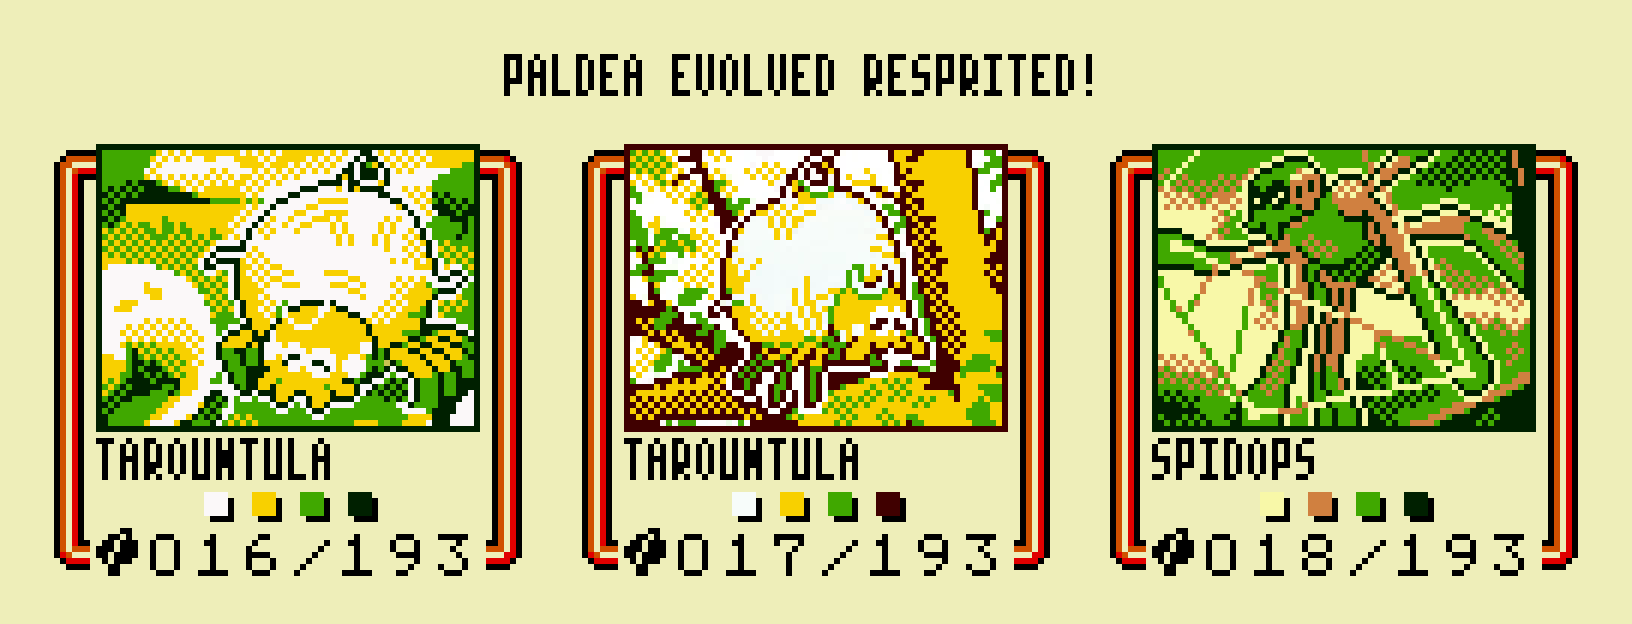 PALDEA EVOLVED RESPRITED!
TAROUNTULA
016/193
TAROUNTULA
017/193
SPIDOPS
018/193